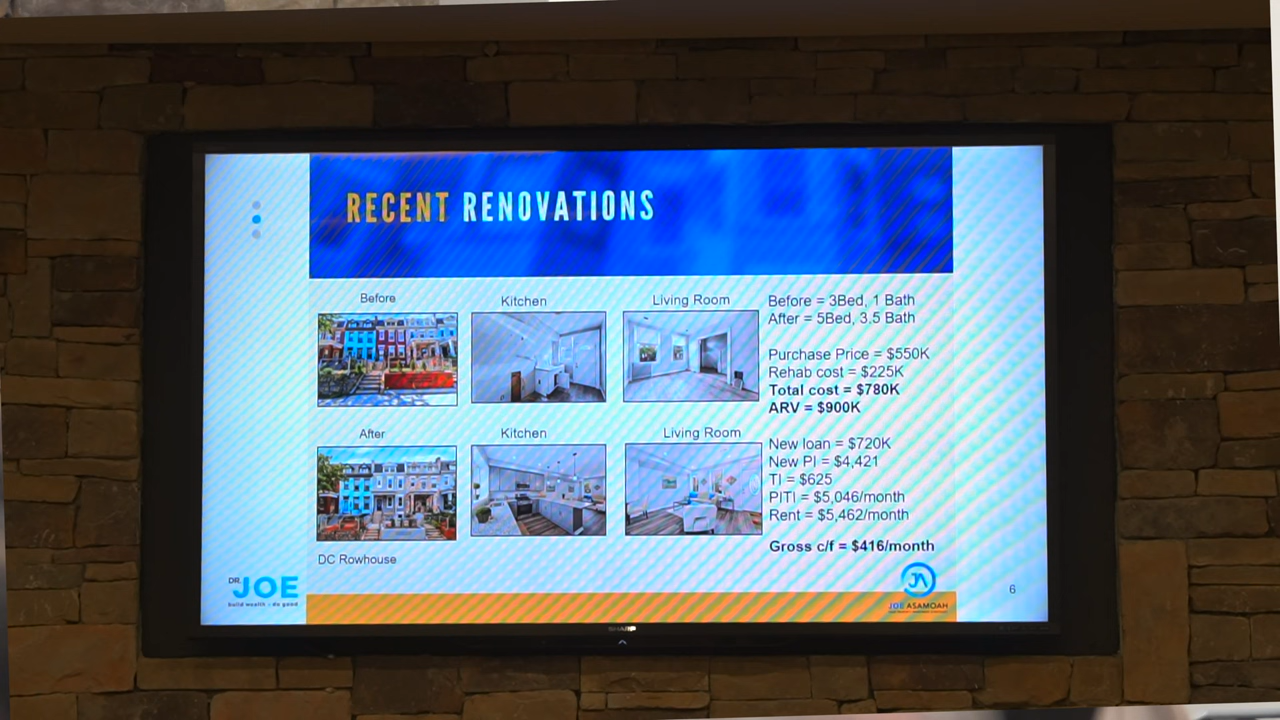 RECENT RENOVATIONS
Before
Kitchen
Living Room
After
Kitchen
Living Room
DC Rowhouse
Before = 3Bed, 1 Bath
After = 5Bed, 3.5 Bath
Purchase Price = $550K
Rehab cost = $225K
Total cost = $780K
ARV = $900K
New loan = $720K
New PI = $4,421
TI = $625
PITI = $5,046/month
Rent = $5,462/month
Gross c/f = $416/month
DR. JOE
build wealth - do good
JA
JOE ASAMOAH
6
SHARP